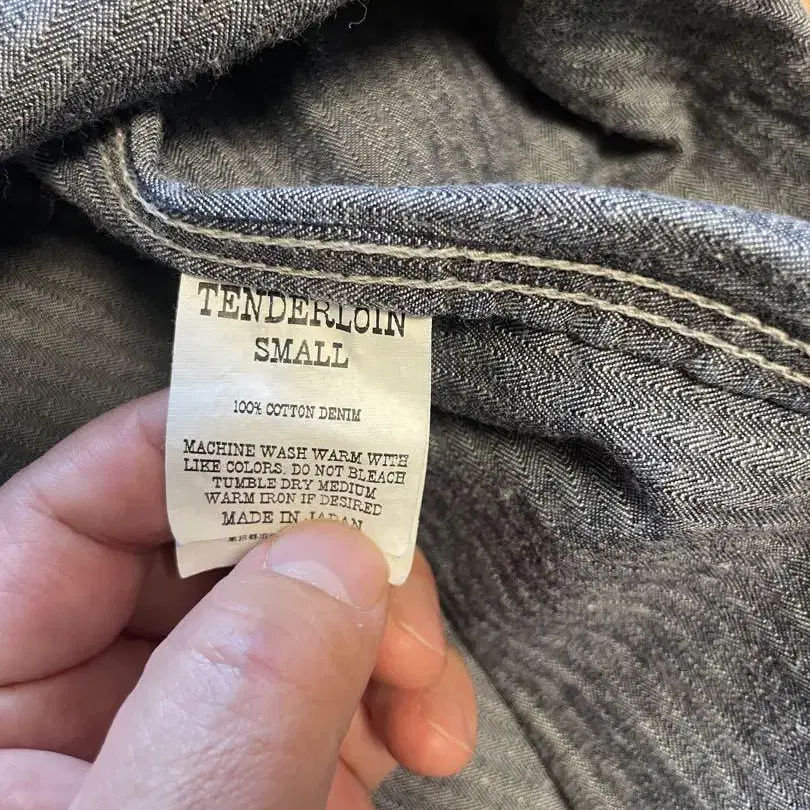 TENDERLOIN
SMALL
100% COTTON DENIM
MACHINE WASH WARM WITH
LIKE COLORS. DO NOT BLEACH
TUMBLE DRY MEDIUM
WARM IRON IF DESIRED
MADE IN JAPAN